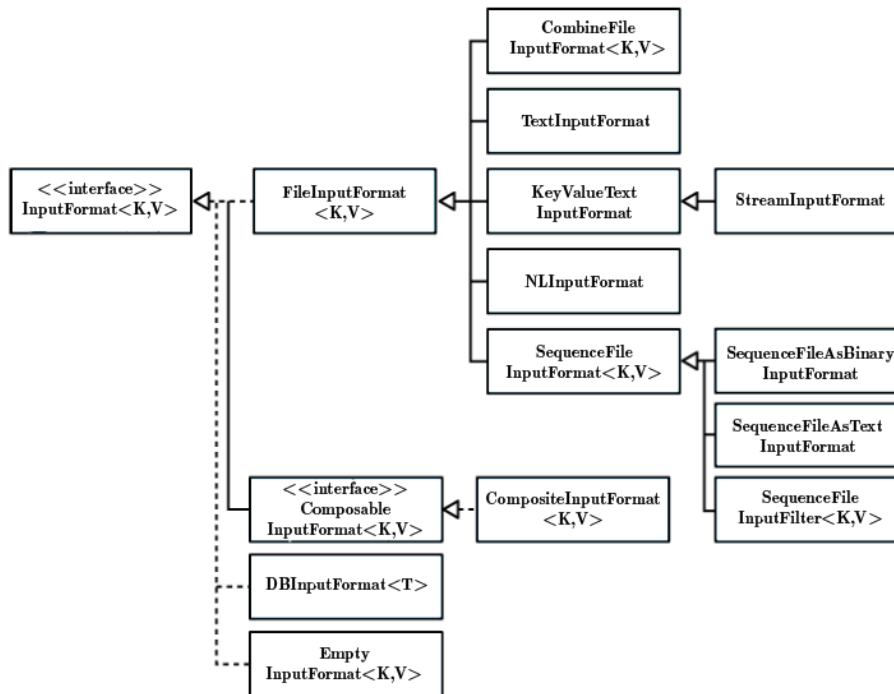 CombineFile
InputFormat<K,V>
TextInputFormat
<<interface>>
InputFormat<K,V>
FileInputFormat
<K,V>
KeyValueText
InputFormat
StreamInputFormat
NLInputFormat
SequenceFile
InputFormat<K,V>
SequenceFileAsBinary
InputFormat
SequenceFileAsText
InputFormat
<<interface>>
Composable
InputFormat<K,V>
CompositeInputFormat
<K,V>
SequenceFile
InputFilter<K,V>
DBInputFormat<T>
Empty
InputFormat<K,V>